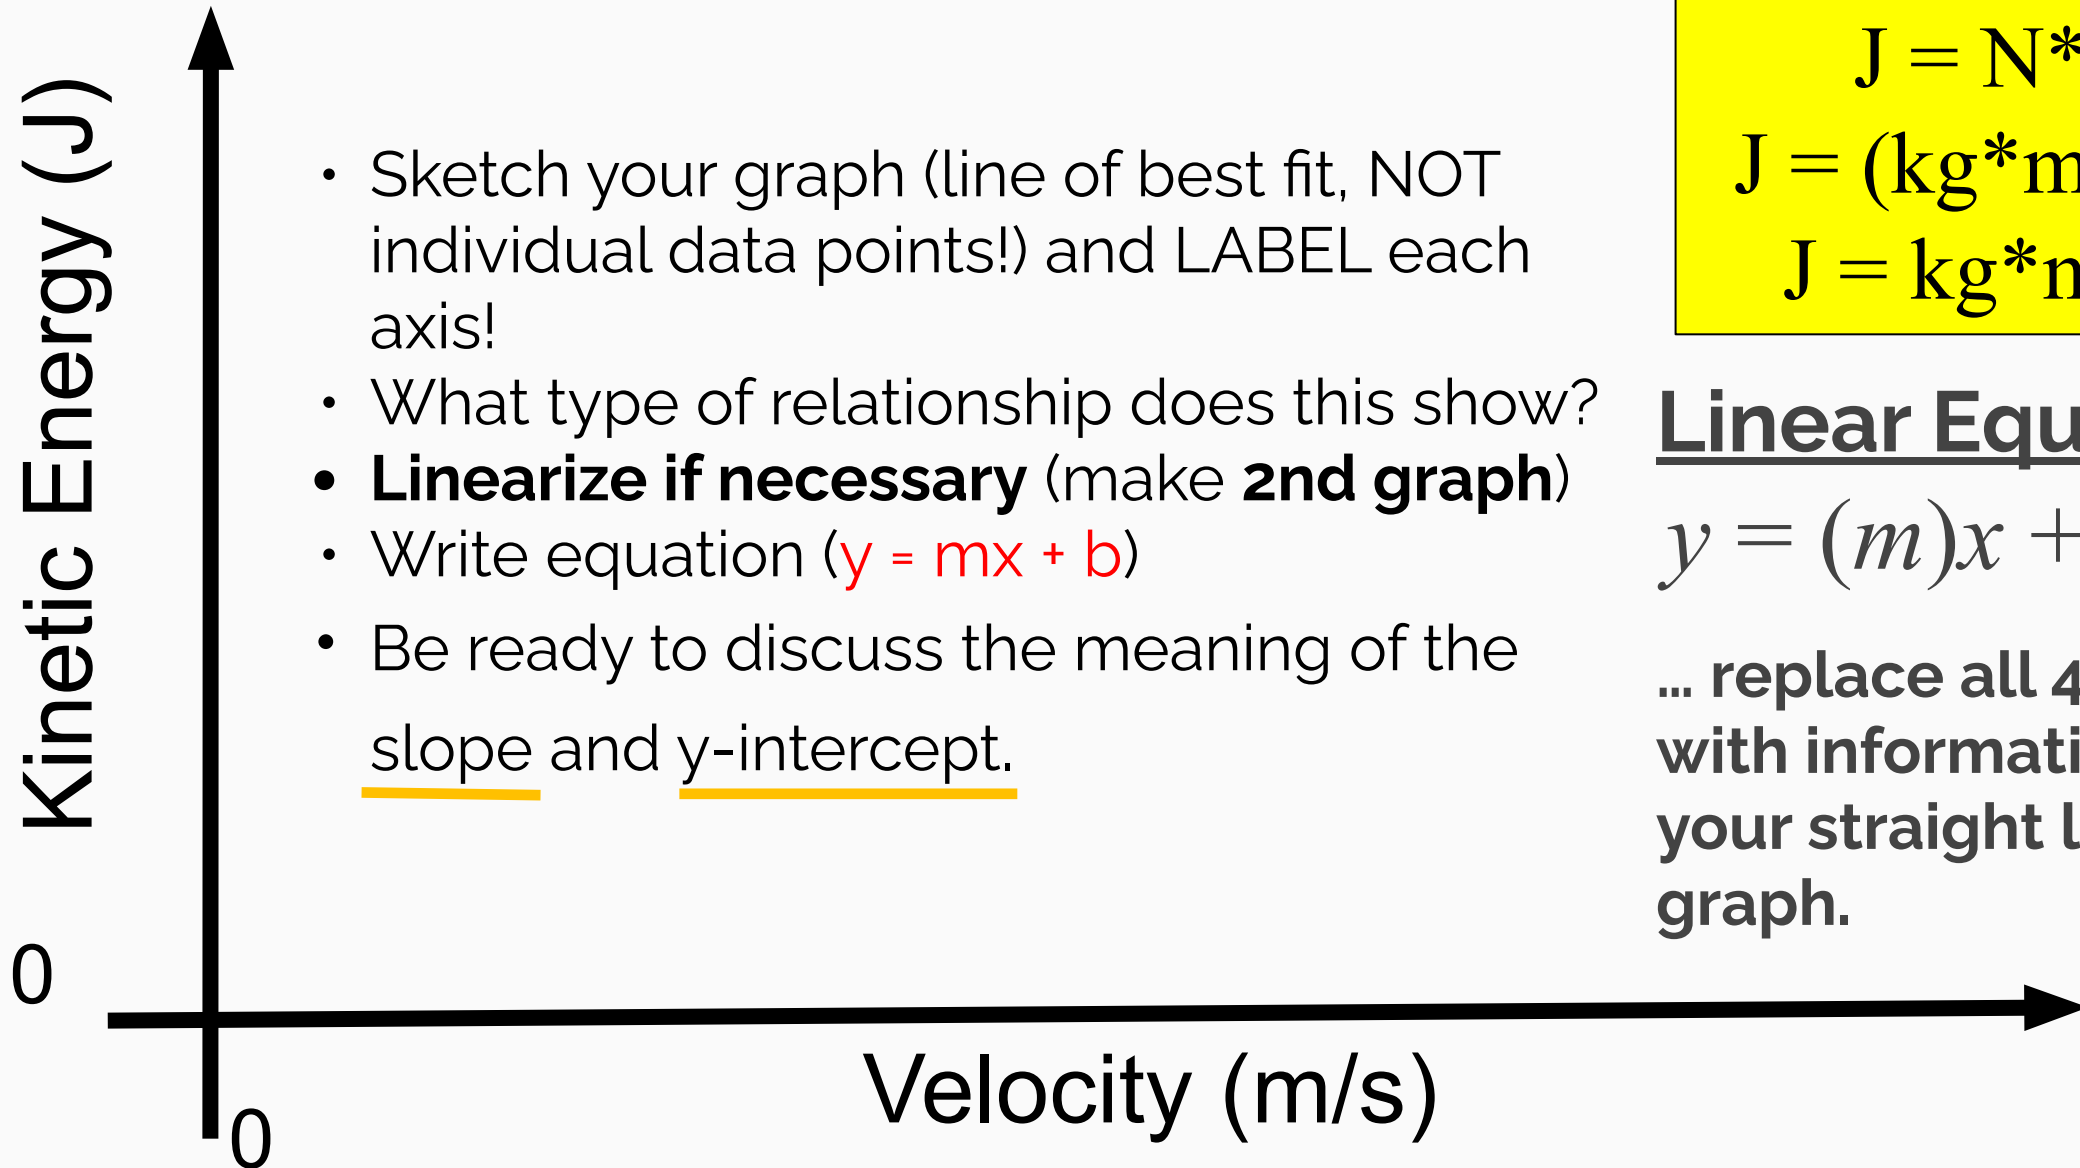 Kinetic Energy (J)
• Sketch your graph (line of best fit, NOT
individual data points!) and LABEL each
axis!
• What type of relationship does this show?
• Linearize if necessary (make 2nd graph)
• Write equation (y = mx + b)
• Be ready to discuss the meaning of the
slope and y-intercept.
J = N*
J = (kg*m
J = kg*
Linear
y = (m)x +
... replace all 4
with
your straight
graph.
0
0
Velocity (m/s)